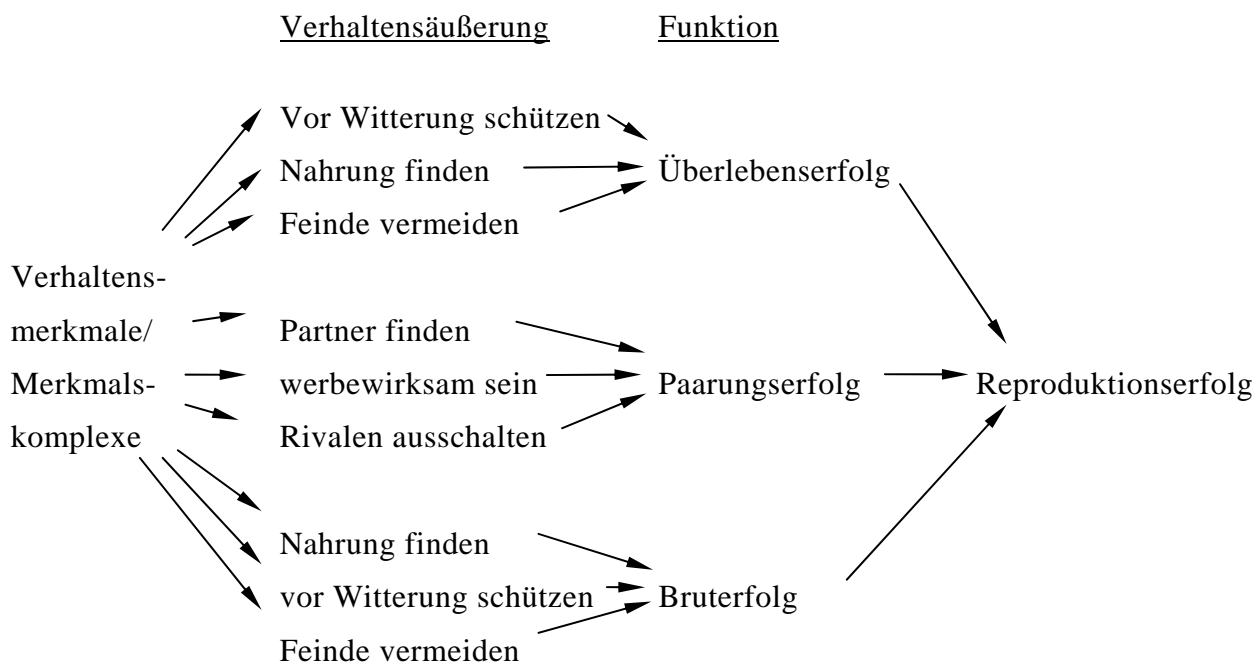 Verhaltensäußerung Funktion
Vor Witterung schützen
Nahrung finden Überlebenserfolg
Feinde vermeiden
Verhaltens-
merkmale/ Partner finden
Merkmals- werbewirksam sein Paarungserfolg Reproduktionserfolg
komplexe Rivalen ausschalten
Nahrung finden
vor Witterung schützen Bruterfolg
Feinde vermeiden